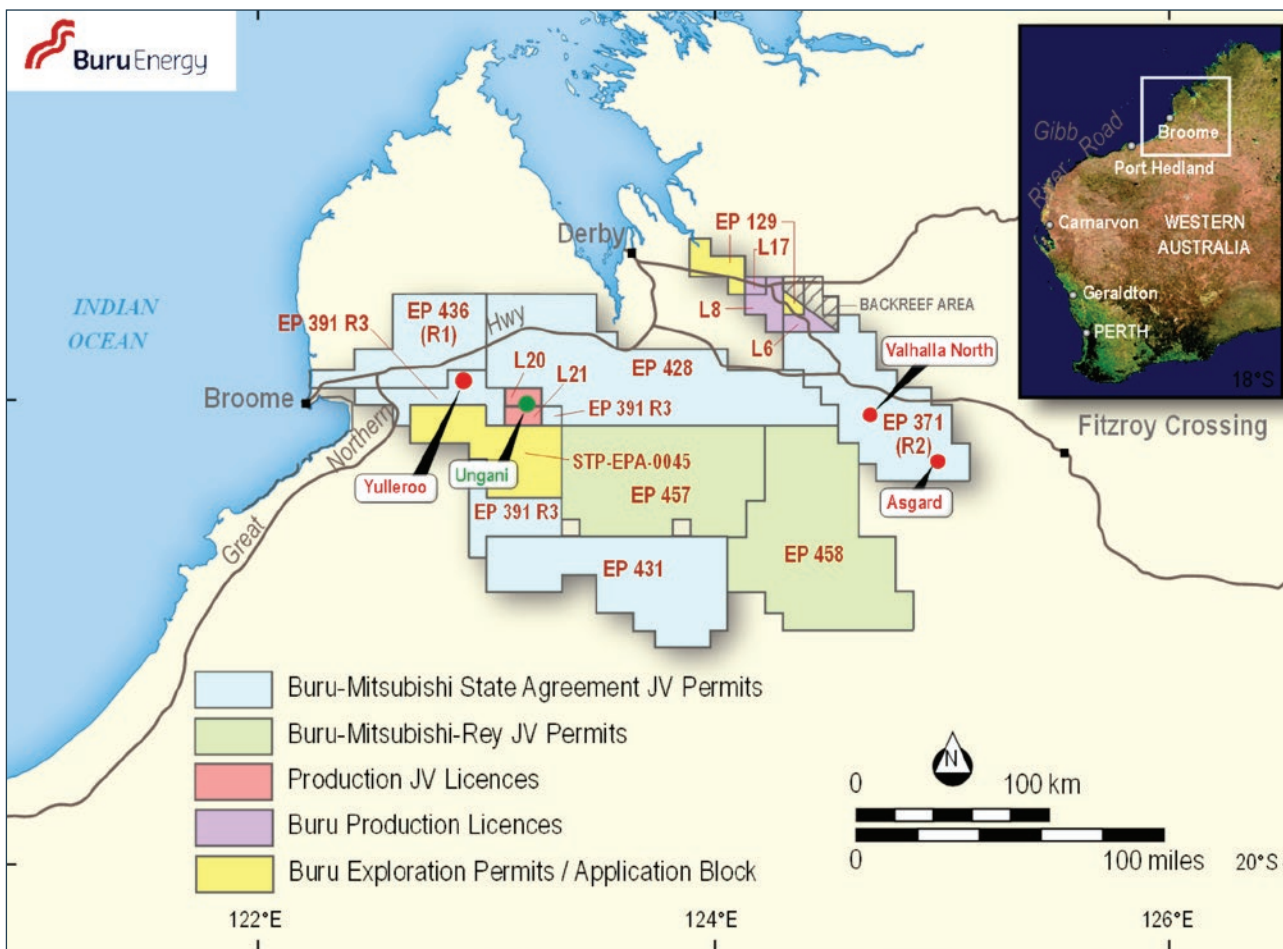 Buru Energy
Gibb
River Road
Broome
Port Hedland
Carnarvon
WESTERN
AUSTRALIA
Geraldton
PERTH
18°S
INDIAN
OCEAN
Derby
EP 129
L17
L8
L6
BACKREEF AREA
EP 391 R3
EP 436
(R1)
Hwy
L20
L21
EP 428
EP 391 R3
Valhalla North
EP 371
(R2)
Fitzroy Crossing
Broome
Northern
Great
Yulleroo
Ungani
STP-EPA-0045
EP 457
Asgard
EP 391 R3
EP 431
EP 458
Buru-Mitsubishi State Agreement JV Permits
Buru-Mitsubishi-Rey JV Permits
Production JV Licences
Buru Production Licences
Buru Exploration Permits / Application Block
N
0 100 km
0 100 miles
20°S
122°E
124°E
126°E